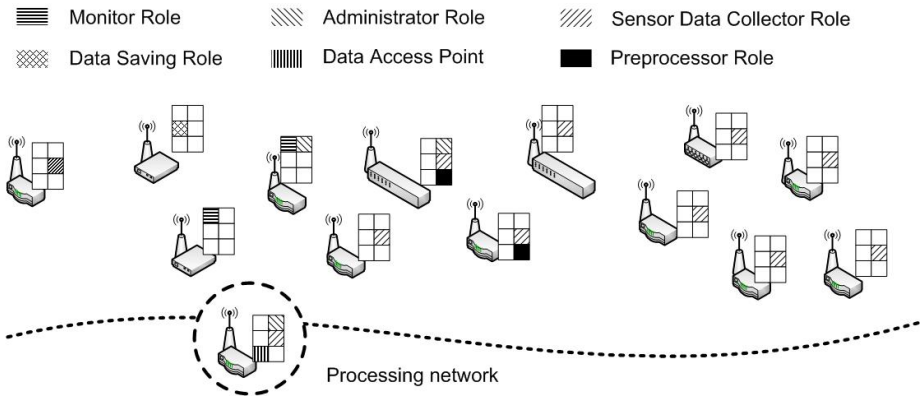 Monitor Role
Administrator Role
Sensor Data Collector Role
Data Saving Role
Data Access Point
Preprocessor Role
Processing network